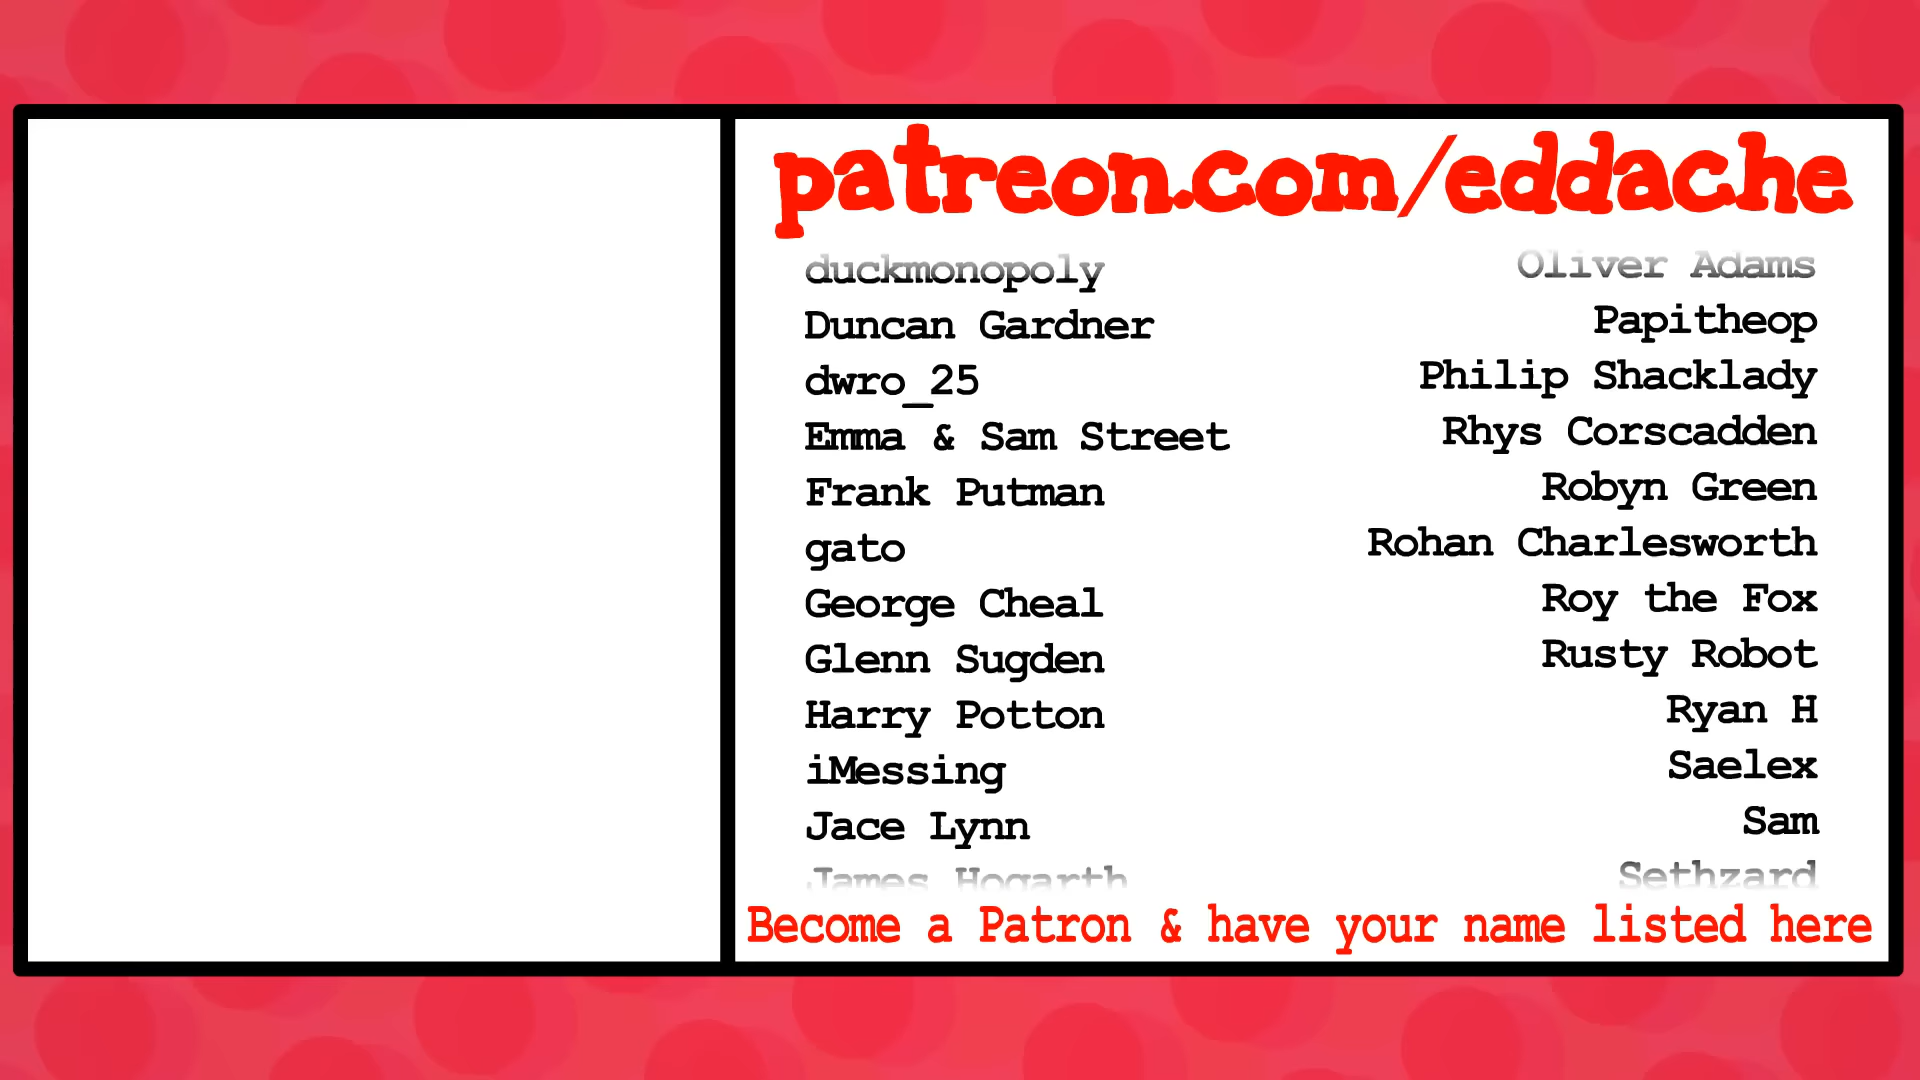 patreon.com/eddache
duckmonopoly
Duncan Gardner
dwro_25
Emma & Sam Street
Frank Putman
gato
George Cheal
Glenn Sugden
Harry Potton
iMessing
Jace Lynn
James Hogarth
Oliver Adams
Papitheop
Philip Shacklady
Rhys Corscadden
Robyn Green
Rohan Charlesworth
Roy the Fox
Rusty Robot
Ryan H
Saelex
Sam
Sethzard
Become a Patron & have your name listed here